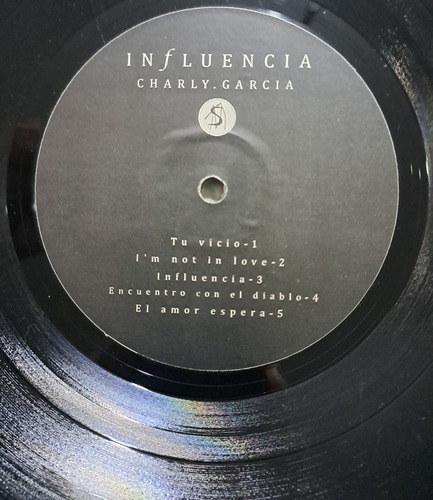 INfLUENCIA
CHARLY.GARCIA
Tu vicio-1
I'm not in love-2
Influencia-3
Encuentro con el diablo-4
El amor espera-5